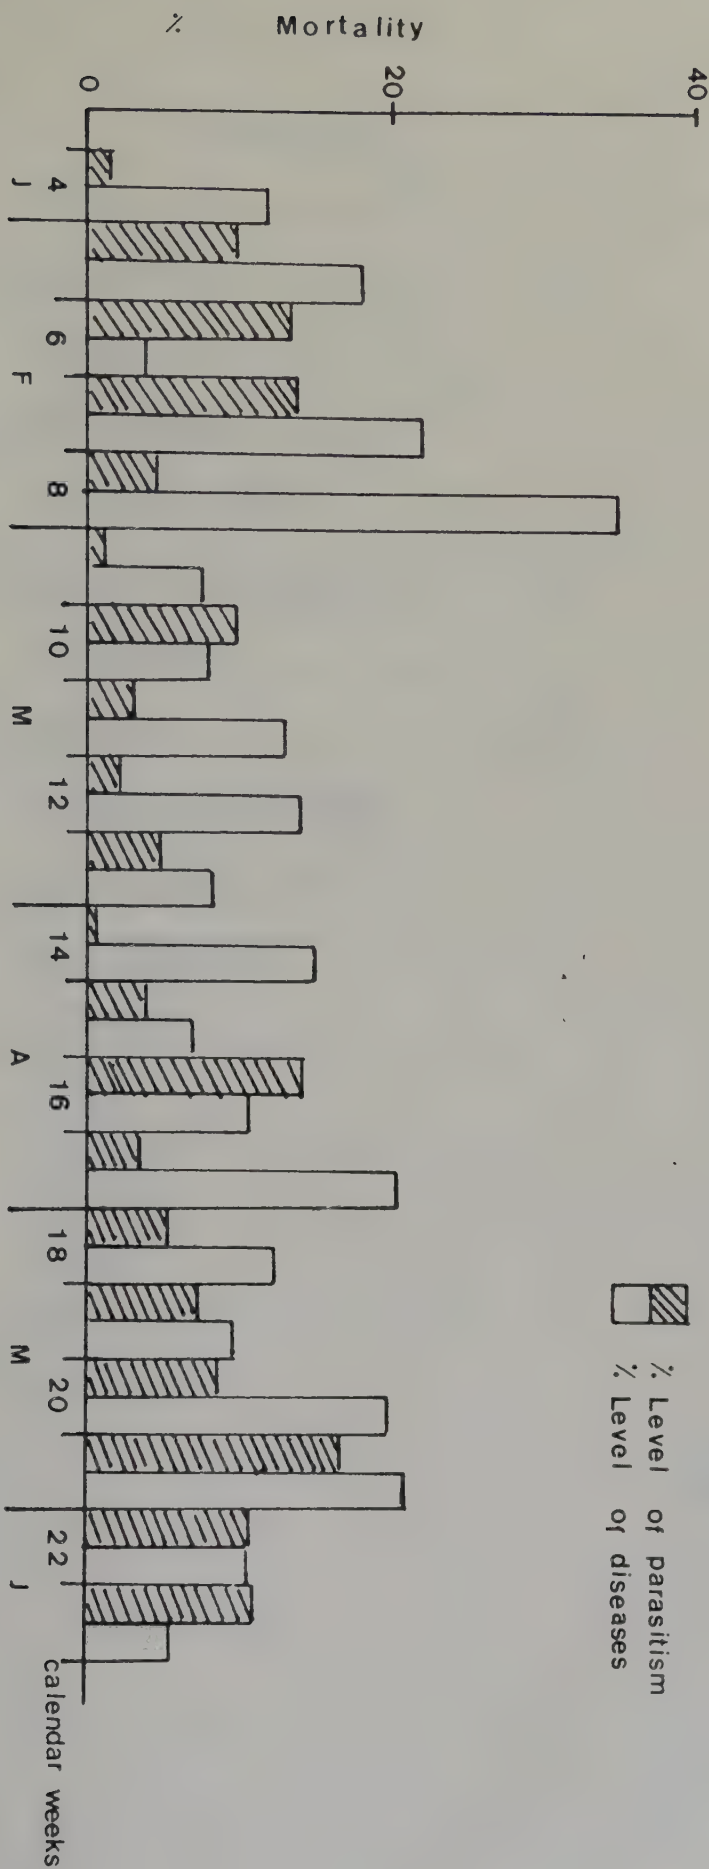 % Mortality
0 20 40
% Level of parasitism
% Level of diseases
4 6 8 10 12 14 16 18 20 22
J F M A M J
calendar weeks